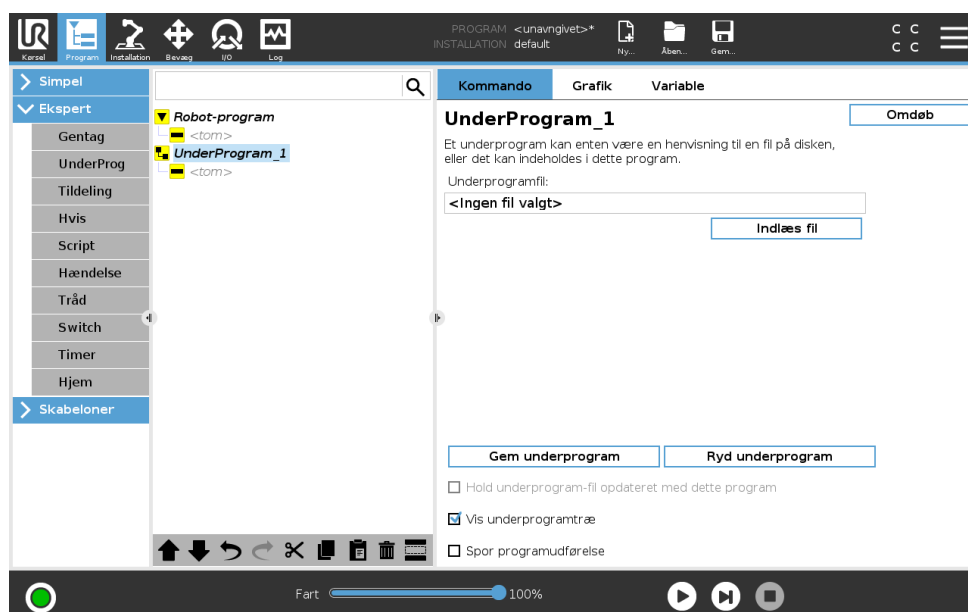 PROGRAM <unavngivet>*
INSTALLATION default
Kørsel Program Installation Bevæg I/O Log Ny... Åben... Gem...
C C
C C
Simpel
Ekspert
Gentag
UnderProg
Tildeling
Hvis
Script
Hændelse
Tråd
Switch
Timer
Hjem
Skabeloner
Robot-program
<tom>
UnderProgram_1
<tom>
Kommando Grafik Variable
UnderProgram_1
Omdøb
Et underprogram kan enten være en henvisning til en fil på disken,
eller det kan indeholdes i dette program.
Underprogramfil:
<Ingen fil valgt>
Indlæs fil
Gem underprogram Ryd underprogram
Hold underprogram-fil opdateret med dette program
Vis underprogramtræ
Spor programudførelse
Fart 100%